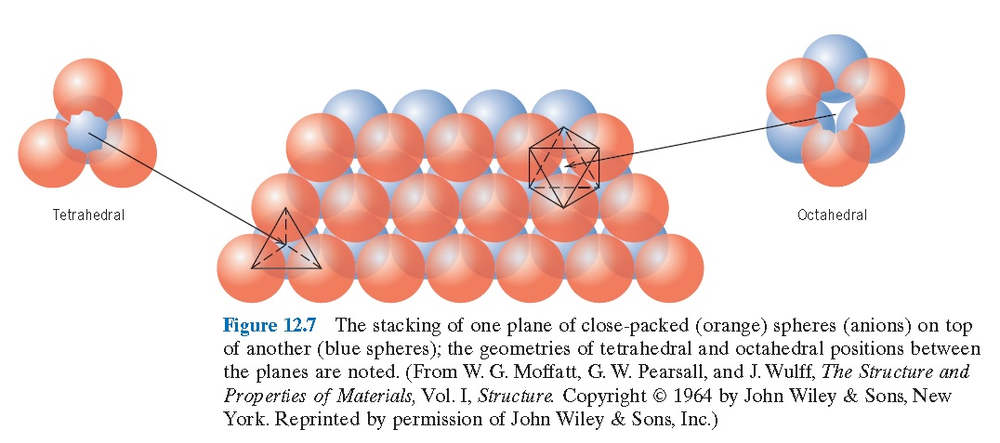 Tetrahedral
Octahedral
Figure 12.7 The stacking of one plane of close-packed (orange) spheres (anions) on top
of another (blue spheres); the geometries of tetrahedral and octahedral positions between
the planes are noted. (From W. G. Moffatt, G. W. Pearsall, and J. Wulff, The Structure and
Properties of Materials, Vol. I, Structure. Copyright © 1964 by John Wiley & Sons, New
York. Reprinted by permission of John Wiley & Sons, Inc.)